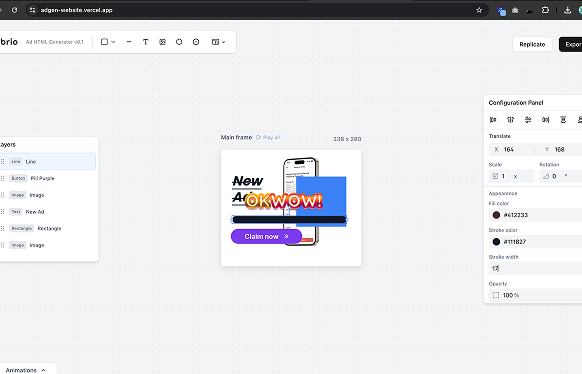 adgen-website.vercel.app
brio
Ad HTML Generator v0.1
T
Replicate
Expor
Configuration Panel
Main frame
Play all
336 x 280
Translate
X 164
Y 168
ayers
Line Line
Button Pill Purple
Image Image
Text New Ad
Rectangle Rectangle
Image Image
New
Ad
OKWOW!
Claim now »
Scale
Rotation
1 x
0 °
Appearance
Fill color
#412233
Stroke color
#111827
Stroke width
17
Opacity
100 %
Animations